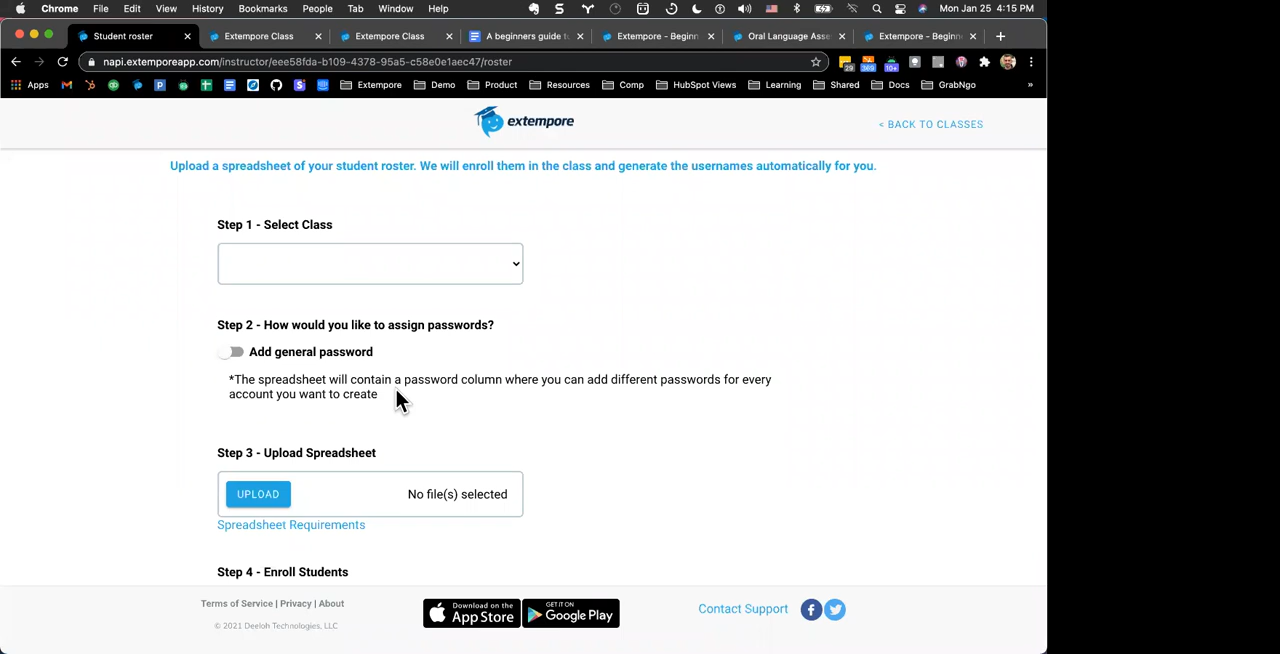 Chrome File Edit View History Bookmarks People Tab Window Help Mon Jan 25 4:15 PM
Student roster Extempore Class Extempore Class A beginners guide t Extempore - Beginn Oral Language Asse Extempore - Beginn
napi.extemporeapp.com/instructor/eee58fda-b109-4378-95a5-c58e0e1aec47/roster
Apps Extempore Demo Product Resources Comp HubSpot Views Learning Shared Docs GrabNgo »
extempore
< BACK TO CLASSES
Upload a spreadsheet of your student roster. We will enroll them in the class and generate the usernames automatically for you.
Step 1 - Select Class
Step 2 - How would you like to assign passwords?
Add general password
*The spreadsheet will contain a password column where you can add different passwords for every
account you want to create
Step 3 - Upload Spreadsheet
UPLOAD No file(s) selected
Spreadsheet Requirements
Step 4 - Enroll Students
Terms of Service | Privacy | About
© 2021 Deeloh Technologies, LLC
Download on the
App Store
GET IT ON
Google Play
Contact Support